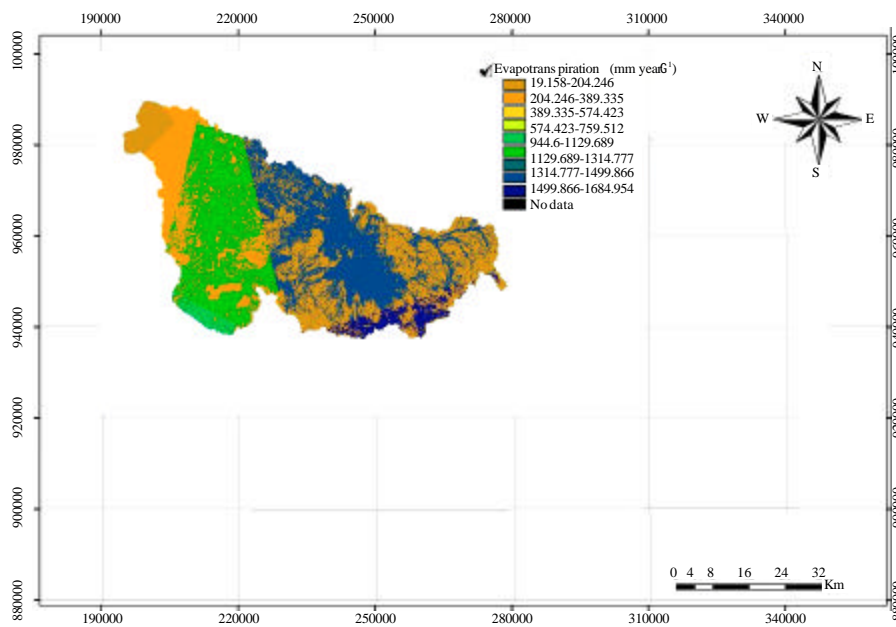 190000 220000 250000 280000 310000 340000
100000
980000
960000
940000
920000
900000
880000
Evapotrans piration (mm yearG¹)
19.158-204.246
204.246-389.335
389.335-574.423
574.423-759.512
944.6-1129.689
1129.689-1314.777
1314.777-1499.866
1499.866-1684.954
No data
N
W E
S
0 4 8 16 24 32
Km
190000 220000 250000 280000 310000 340000